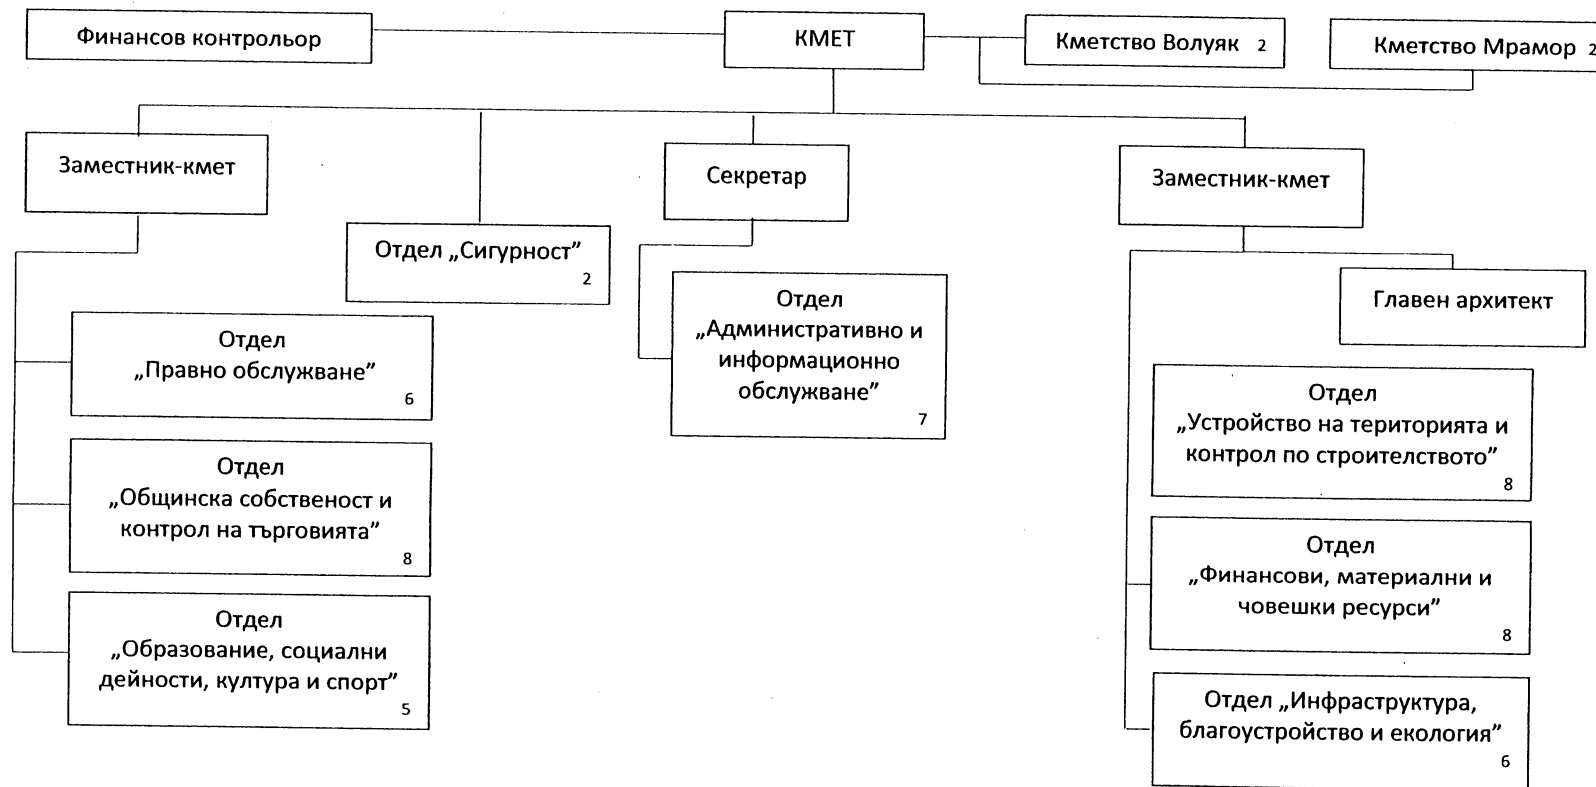 Финансов контрольор
КМЕТ
Кметство Волуяк 2
Кметство Мрамор 2
Заместник-кмет
Секретар
Заместник-кмет
Отдел „Сигурност”
2
Отдел
„Административно и
информационно
обслужване”
7
Главен архитект
Отдел
„Правно обслужване”
6
Отдел
„Общинска собственост и
контрол на търговията”
8
Отдел
„Образование, социални
дейности, култура и спорт”
5
Отдел
„Устройство на територията и
контрол по строителството”
8
Отдел
„Финансови, материални и
човешки ресурси”
8
Отдел „Инфраструктура,
благоустройство и екология”
6